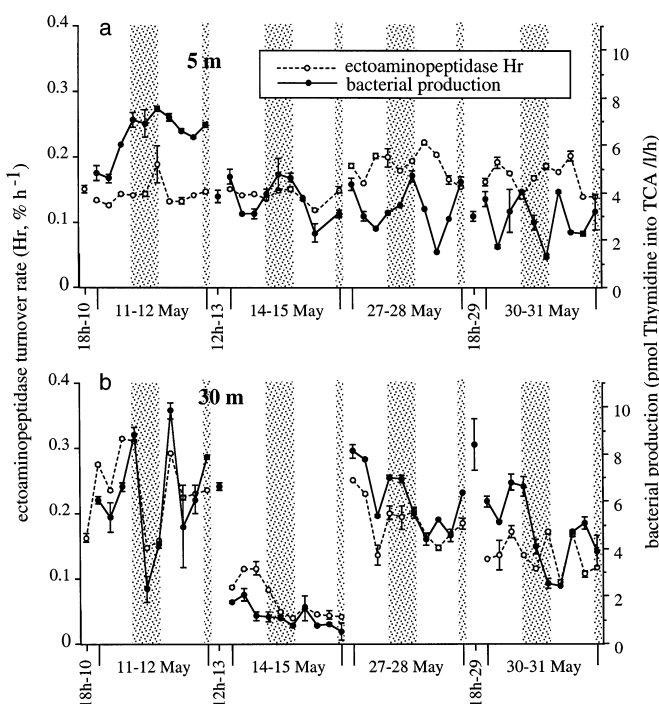 a
5 m
ectoaminopeptidase Hr
bacterial production
0.4
0.3
0.2
0.1
0
10
8
6
4
2
0
18h-10
11-12 May
12h-13
14-15 May
27-28 May
18h-29
30-31 May
ectoaminopeptidase turnover rate (Hr, % h⁻¹)
bacterial production (pmol Thymidine into TCA /l/h)
b
30 m
0.4
0.3
0.2
0.1
0
10
8
6
4
2
0
18h-10
11-12 May
12h-13
14-15 May
27-28 May
18h-29
30-31 May